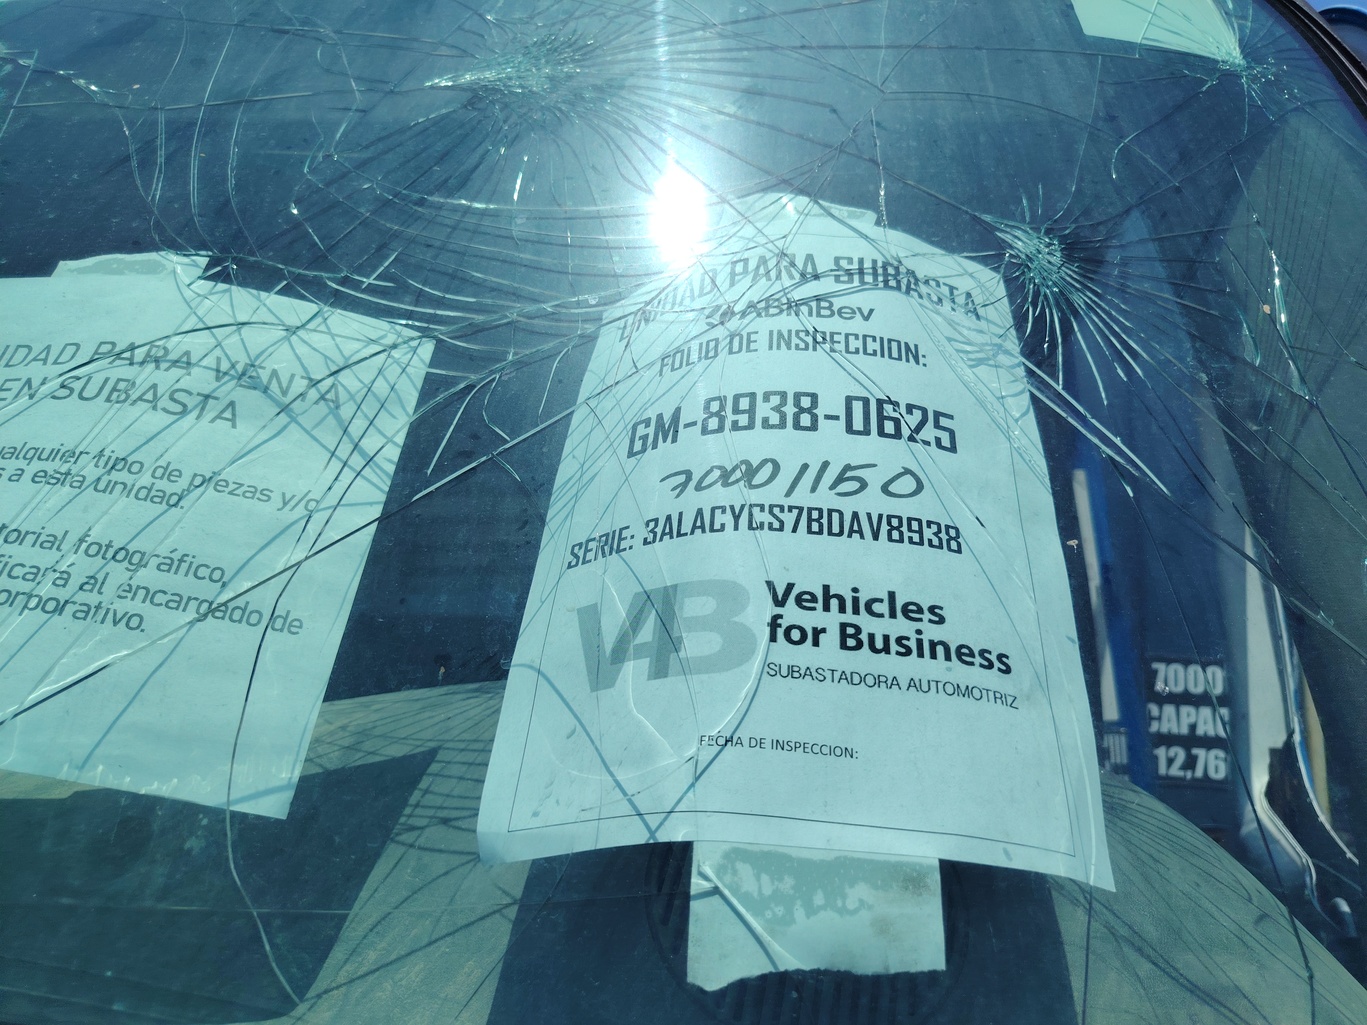 IDAD PARA VENTA
EN SUBASTA
ualquier tipo de piezas y/o
s a esta unidad.
torial fotográfico,
ficará al encargado de
orporativo.
UNIDAD PARA SUBASTA
ABInBev
FOLIO DE INSPECCION:
GM-8938-0625
70001150
SERIE: 3ALACYCS7BDAV8938
VAB
Vehicles
for Business
SUBASTADORA AUTOMOTRIZ
FECHA DE INSPECCION:
7000
CAPAC
12,76